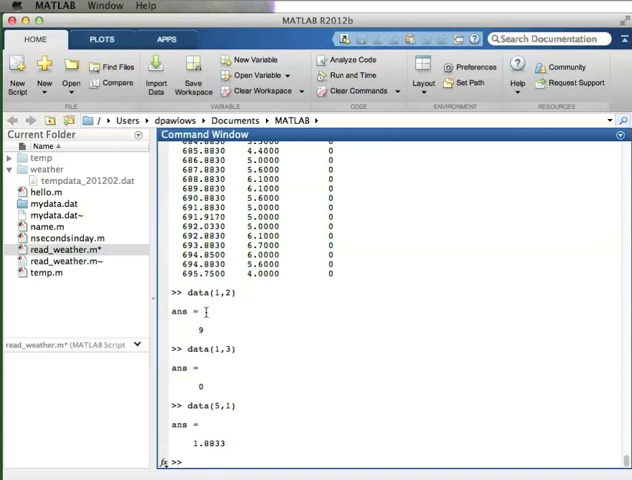 MATLAB Window Help
MATLAB R2012b
HOME PLOTS APPS
Search Documentation
New Script
New
Open
Find Files
Compare
FILE
Import Data
Save Workspace
New Variable
Open Variable
Clear Workspace
VARIABLE
Analyze Code
Run and Time
Clear Commands
CODE
Layout
Preferences
Set Path
ENVIRONMENT
Help
Community
Request Support
RESOURCES
/ Users dpawlows Documents MATLAB
Current Folder
Name
temp
weather
tempdata_201202.dat
hello.m
mydata.dat
mydata.dat~
name.m
nsecondsinday.m
read_weather.m*
read_weather.m~
temp.m
read_weather.m* (MATLAB Script
Command Window
685.8830 4.4000 0
686.8830 5.0000 0
687.8830 5.6000 0
688.8830 6.1000 0
689.8830 6.1000 0
690.8830 5.6000 0
691.8830 5.0000 0
691.9170 5.0000 0
692.0330 5.0000 0
692.8830 6.1000 0
693.8830 6.7000 0
694.8500 6.0000 0
694.8830 5.6000 0
695.7500 4.0000 0
>> data(1,2)
ans =
9
>> data(1,3)
ans =
0
>> data(5,1)
ans =
1.8833
fx >>